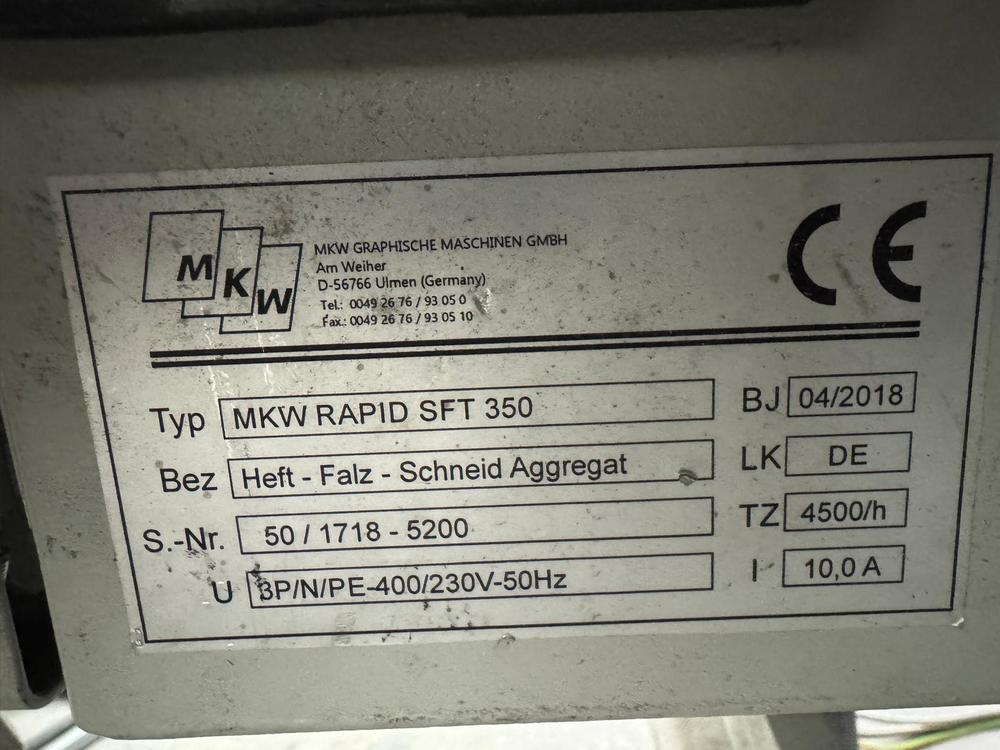 M K W
MKW GRAPHISCHE MASCHINEN GMBH
Am Weiher
D-56766 Ulmen (Germany)
Tel.: 0049 26 76 / 93 05 0
Fax.: 0049 26 76 / 93 05 10
CE
Typ MKW RAPID SFT 350 BJ 04/2018
Bez Heft - Falz - Schneid Aggregat LK DE
S.-Nr. 50 / 1718 - 5200 TZ 4500/h
U 3P/N/PE-400/230V-50Hz I 10,0 A